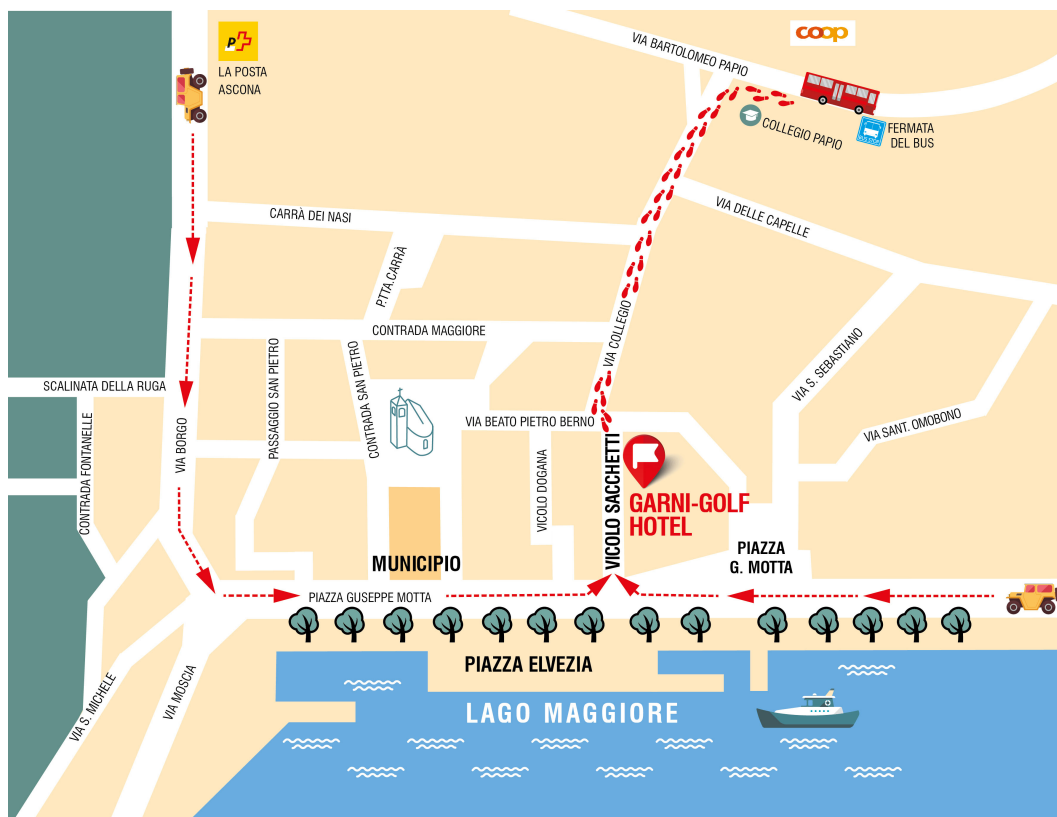 P
LA POSTA
ASCONA
VIA BARTOLOMEO PAPIO
coop
COLLEGIO PAPIO
FERMATA
DEL BUS
CARRÀ DEI NASI
VIA DELLE CAPELLE
P.TTA.CARRÀ
CONTRADA MAGGIORE
VIA COLLEGIO
SCALINATA DELLA RUGA
CONTRADA FONTANELLE
VIA BORGO
PASSAGGIO SAN PIETRO
CONTRADA SAN PIETRO
VIA BEATO PIETRO BERNO
VICOLO DOGANA
VICOLO SACCHETTI
VIA S. SEBASTIANO
VIA SANT. OMOBONO
GARNI-GOLF
HOTEL
MUNICIPIO
PIAZZA
G. MOTTA
PIAZZA GUSEPPE MOTTA
PIAZZA ELVEZIA
VIA S. MICHELE
VIA MOSCIA
LAGO MAGGIORE